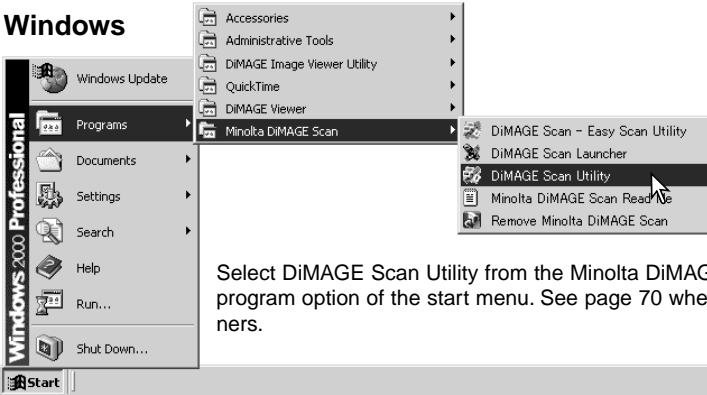 Windows
Accessories
Administrative Tools
DiMAGE Image Viewer Utility
QuickTime
DiMAGE Viewer
Minolta DiMAGE Scan
DiMAGE Scan - Easy Scan Utility
DiMAGE Scan Launcher
DiMAGE Scan Utility
Minolta DiMAGE Scan
Remove Minolta DiMAGE Scan
Windows Update
Programs
Documents
Settings
Search
Help
Run...
Shut Down...
Windows 2000 Professional
Start
Select DiMAGE Scan Utility from the Minolta
program option of the start menu. See page 70
ners.